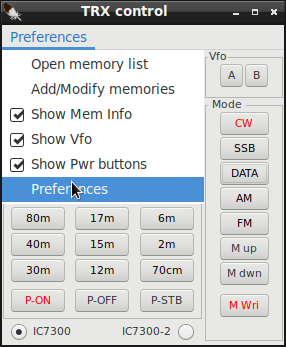 TRX control
Preferences
Open memory list
Add/Modify memories
Show Mem Info
Show Vfo
Show Pwr buttons
Preferences
80m 17m 6m
40m 15m 2m
30m 12m 70cm
P-ON P-OFF P-STB
IC7300 IC7300-2
Vfo
A B
Mode
CW
SSB
DATA
AM
FM
M up
M dwn
M Wri